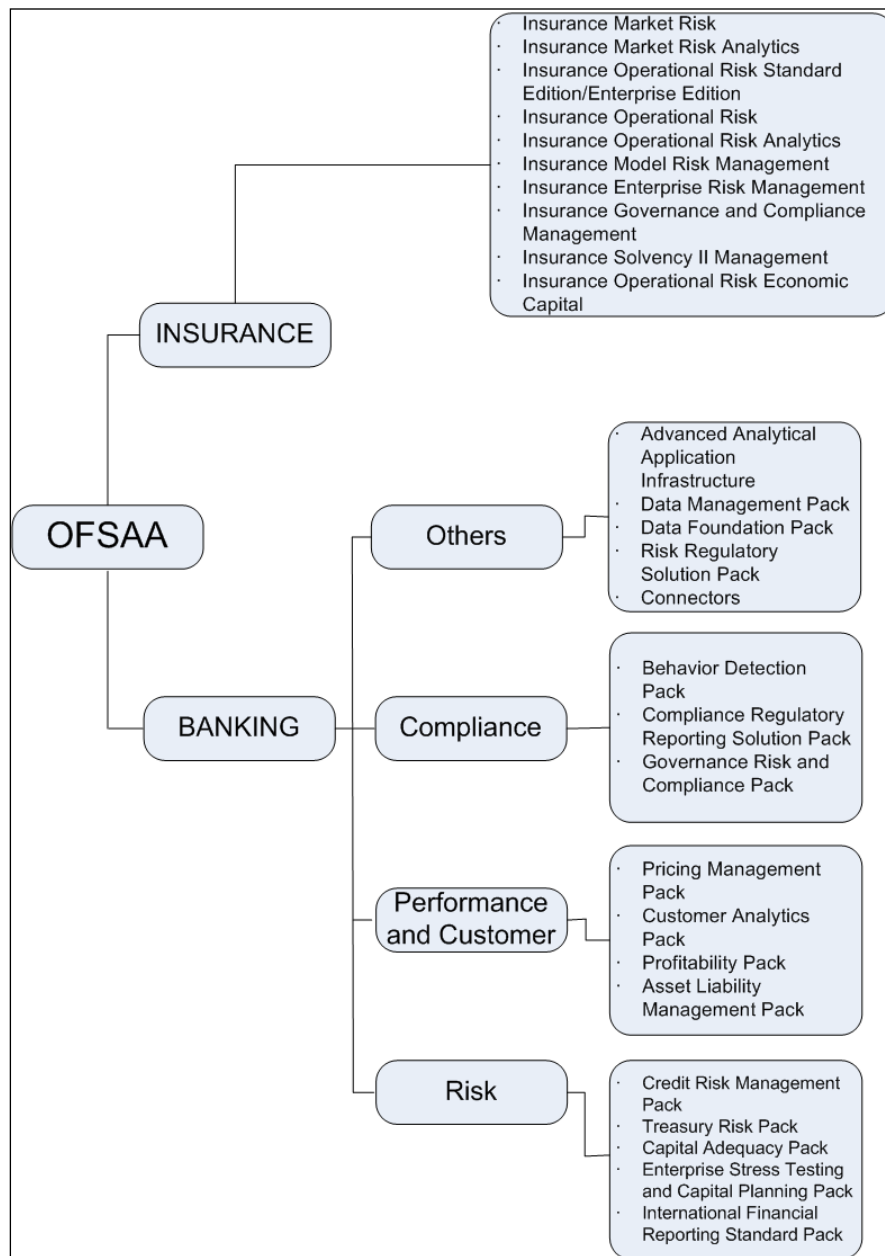 · Insurance Market Risk
· Insurance Market Risk Analytics
· Insurance Operational Risk Standard
Edition/Enterprise Edition
· Insurance Operational Risk
· Insurance Operational Risk Analytics
· Insurance Model Risk Management
· Insurance Enterprise Risk Management
· Insurance Governance and Compliance
Management
· Insurance Solvency II Management
· Insurance Operational Risk Economic
Capital
INSURANCE
OFSAA
BANKING
Others
· Advanced Analytical
Application
Infrastructure
· Data Management Pack
· Data Foundation Pack
· Risk Regulatory
Solution Pack
· Connectors
Compliance
· Behavior Detection
Pack
· Compliance Regulatory
Reporting Solution Pack
· Governance Risk and
Compliance Pack
Performance
and Customer
· Pricing Management
Pack
· Customer Analytics
Pack
· Profitability Pack
· Asset Liability
Management Pack
Risk
· Credit Risk Management
Pack
· Treasury Risk Pack
· Capital Adequacy Pack
· Enterprise Stress Testing
and Capital Planning Pack
· International Financial
Reporting Standard Pack